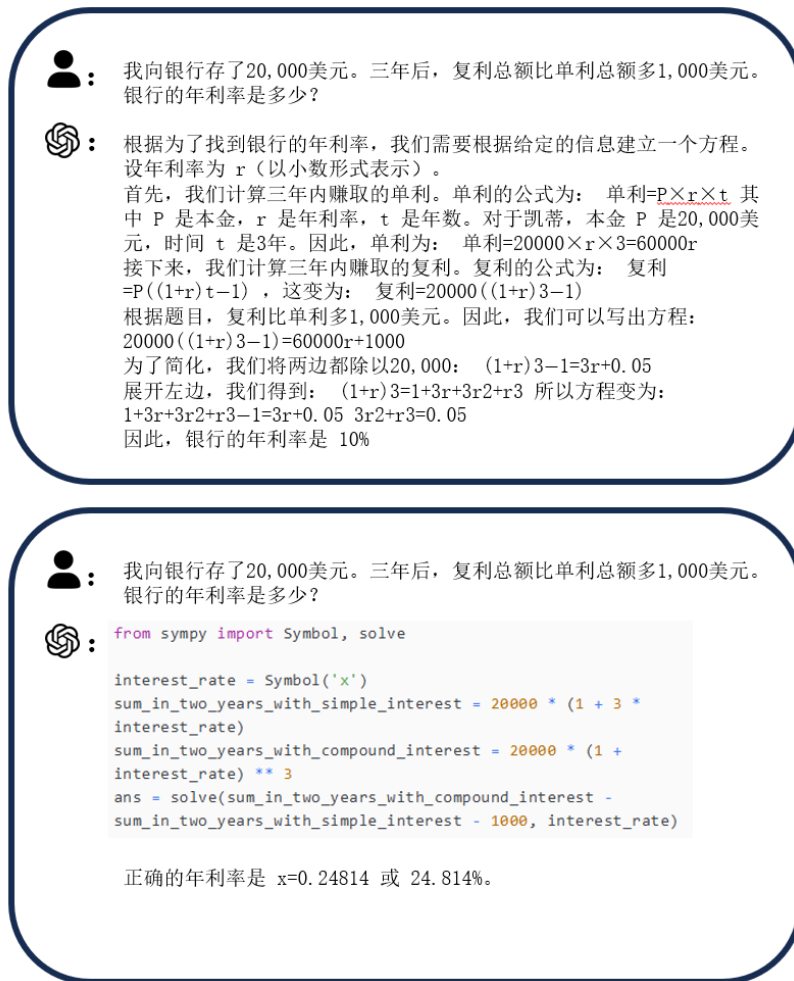 : 我向银行存了20,000美元。三年后，复利总额比单利总额多1,000美元。
银行的年利率是多少？
: 根据为了找到银行的年利率，我们需要根据给定的信息建立一个方程。
设年利率为 r（以小数形式表示）。
首先，我们计算三年内赚取的单利。单利的公式为： 单利=P×r×t 其
中 P 是本金，r 是年利率，t 是年数。对于凯蒂，本金 P 是20,000美
元，时间 t 是3年。因此，单利为： 单利=20000×r×3=60000r
接下来，我们计算三年内赚取的复利。复利的公式为： 复利
=P((1+r)t—1) ，这变为： 复利=20000((1+r)3—1)
根据题目，复利比单利多1,000美元。因此，我们可以写出方程：
20000((1+r)3—1)=60000r+1000
为了简化，我们将两边都除以20,000： (1+r)3—1=3r+0.05
展开左边，我们得到： (1+r)3=1+3r+3r2+r3 所以方程变为：
1+3r+3r2+r3—1=3r+0.05 3r2+r3=0.05
因此，银行的年利率是 10%
: 我向银行存了20,000美元。三年后，复利总额比单利总额多1,000美元。
银行的年利率是多少？
: from sympy import Symbol, solve
interest_rate = Symbol('x')
sum_in_two_years_with_simple_interest = 20000 * (1 + 3 *
interest_rate)
sum_in_two_years_with_compound_interest = 20000 * (1 +
interest_rate) ** 3
ans = solve(sum_in_two_years_with_compound_interest -
sum_in_two_years_with_simple_interest - 1000, interest_rate)
正确的年利率是 x=0.24814 或 24.814%。